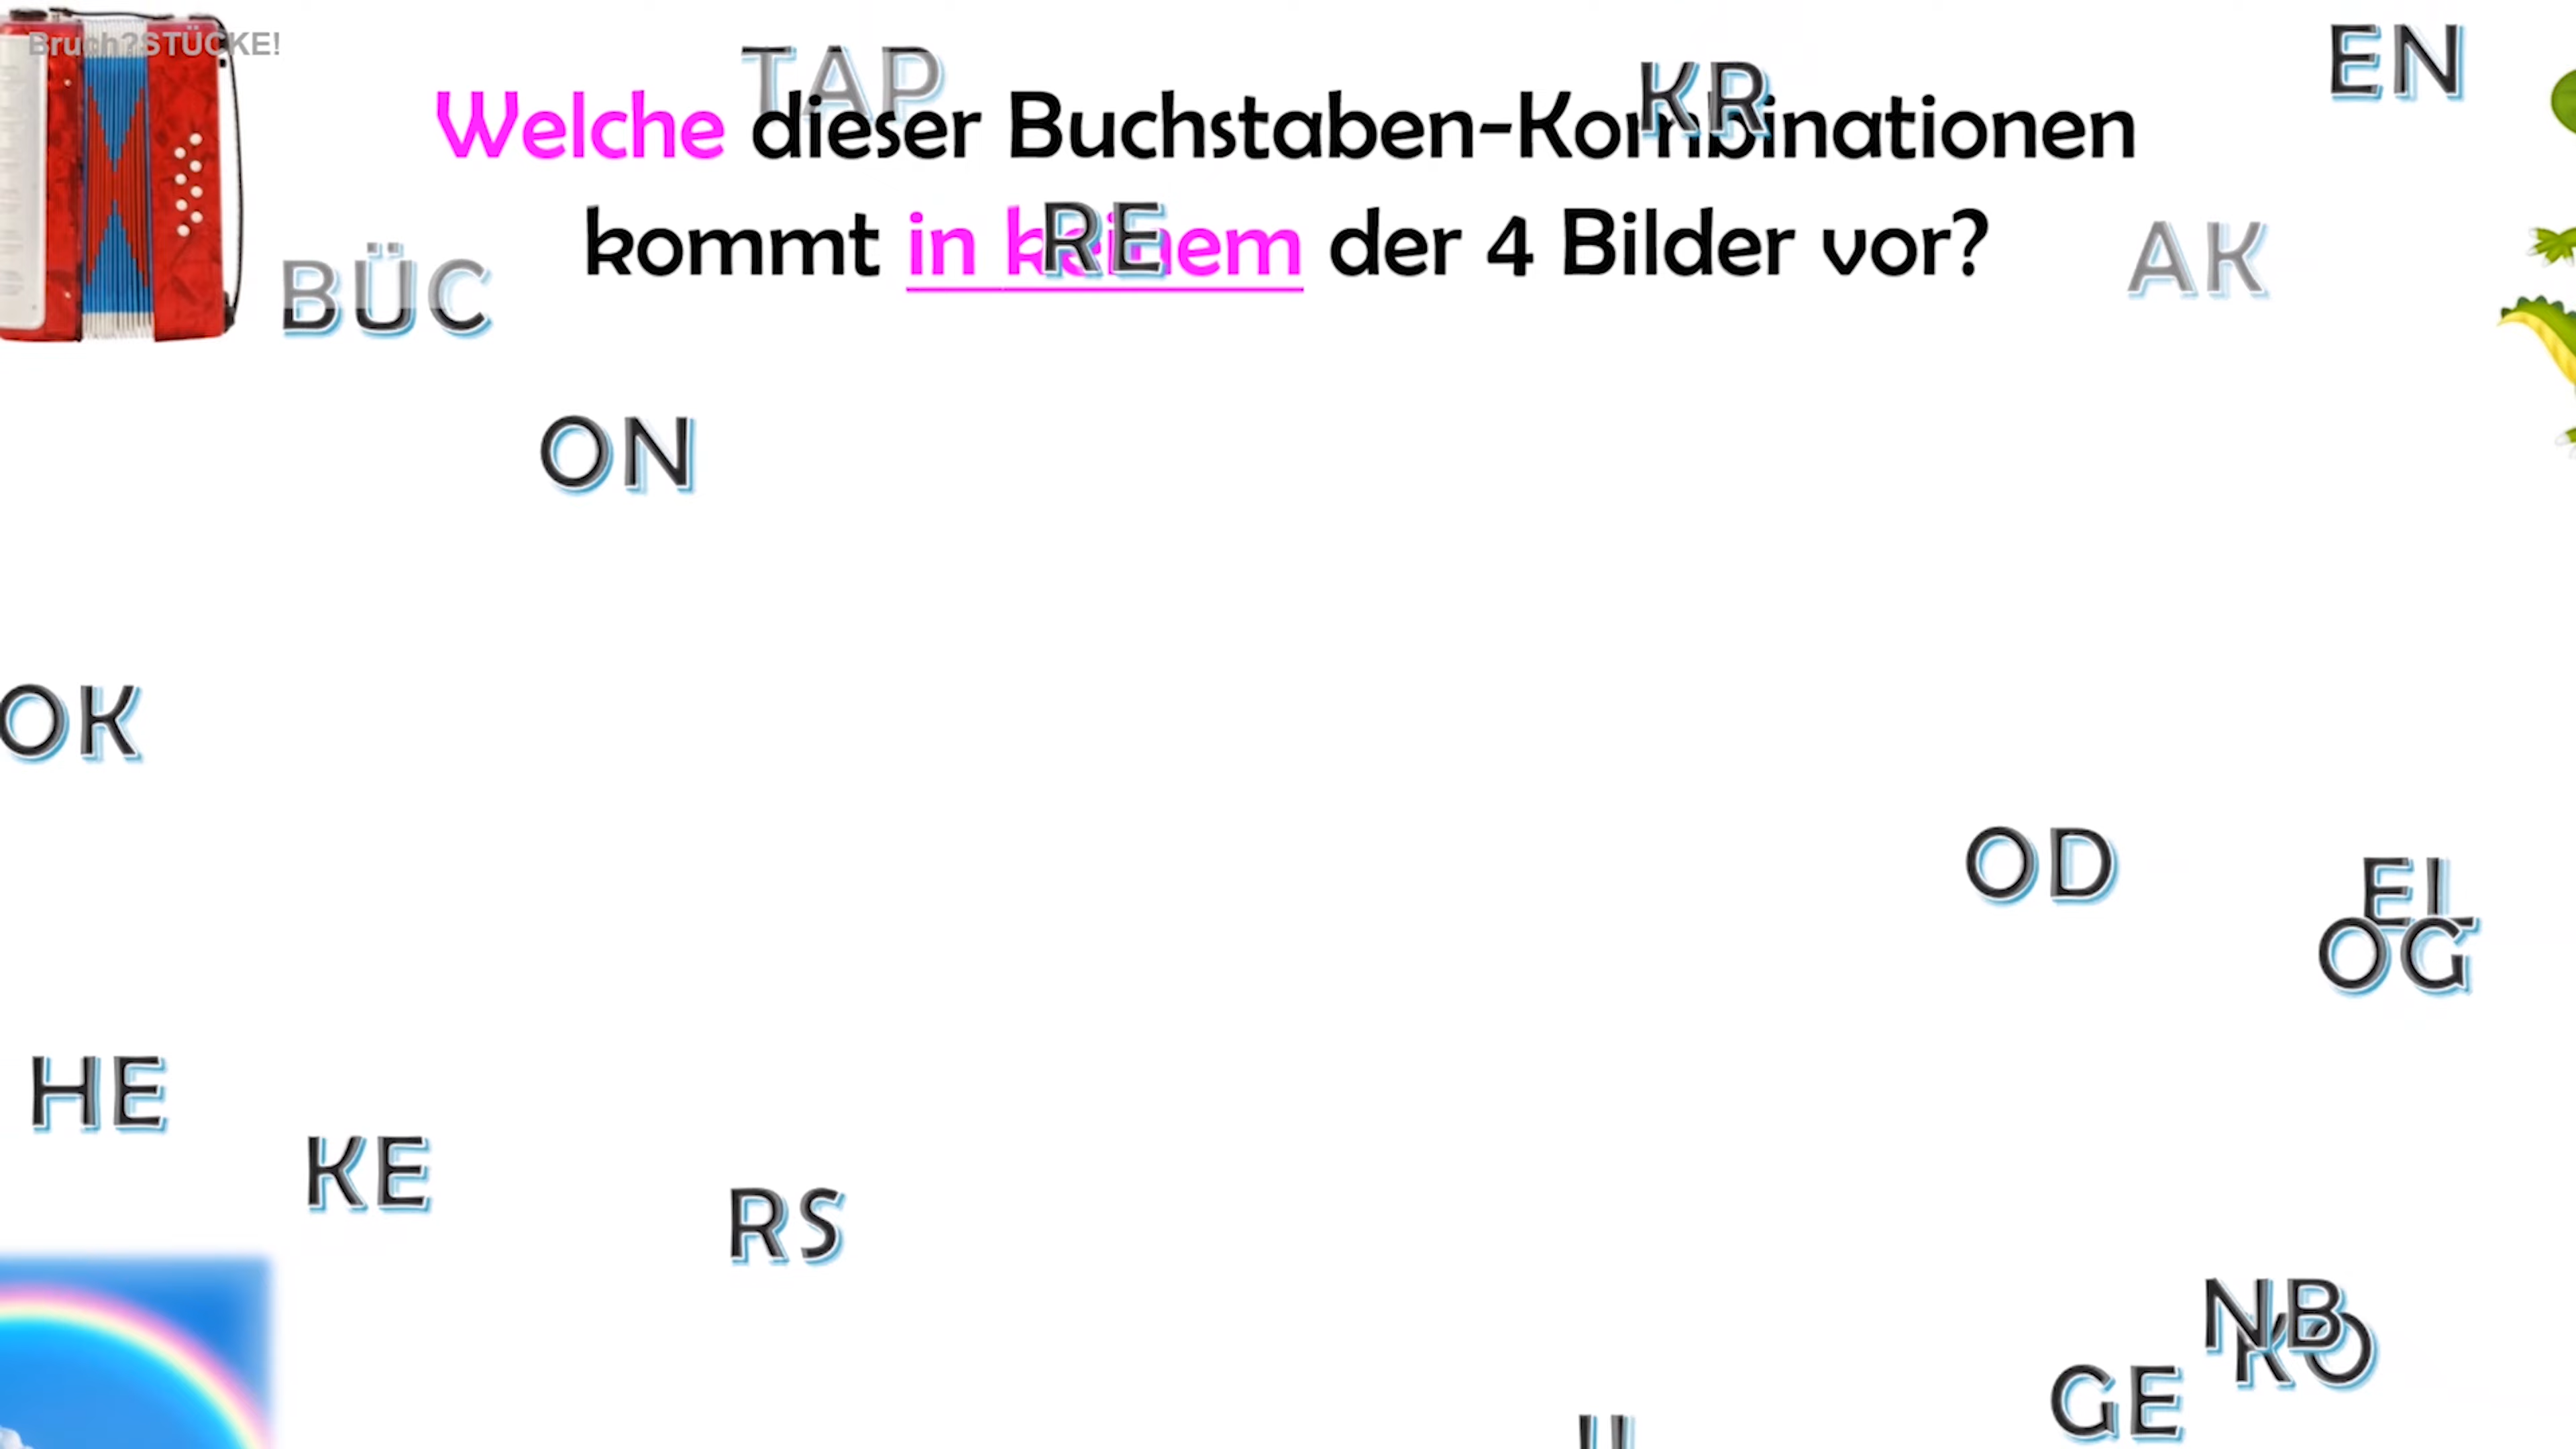 Bruch?STÜCKE!
TAP
KR
EN
Welche dieser Buchstaben-Kombinationen
RE
kommt in keinem der 4 Bilder vor?
AK
BÜC
ON
OK
OD
EL
OG
HE
KE
RS
NB
KO
GE